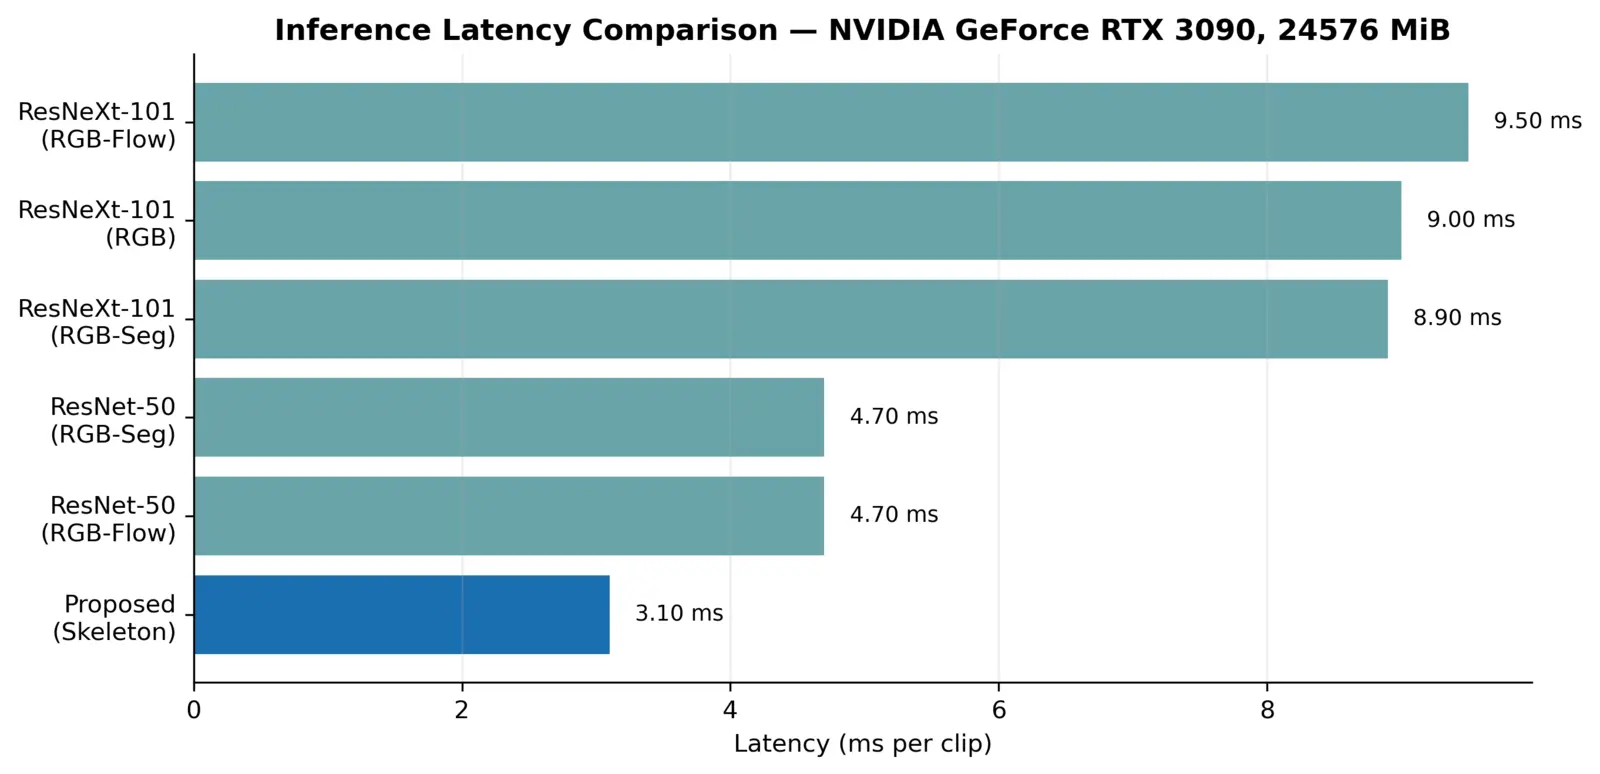 Inference Latency Comparison — NVIDIA GeForce RTX 3090, 24576 MiB
ResNeXt-101
(RGB-Flow)
9.50 ms
ResNeXt-101
(RGB)
9.00 ms
ResNeXt-101
(RGB-Seg)
8.90 ms
ResNet-50
(RGB-Seg)
4.70 ms
ResNet-50
(RGB-Flow)
4.70 ms
Proposed
(Skeleton)
3.10 ms
0 2 4 6 8
Latency (ms per clip)